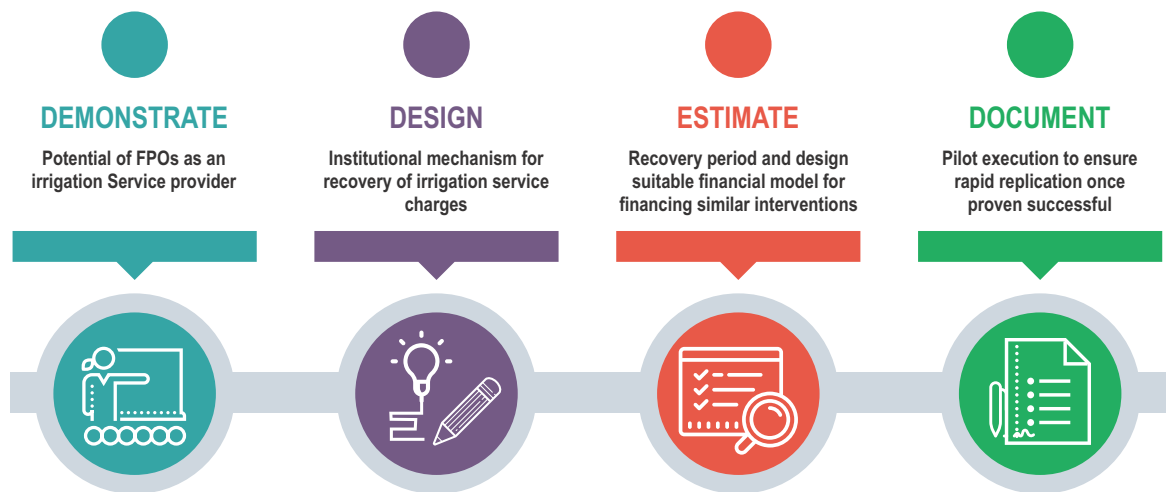 DEMONSTRATE
Potential of FPOs as an
irrigation Service provider
DESIGN
Institutional mechanism for
recovery of irrigation service
charges
ESTIMATE
Recovery period and design
suitable financial model for
financing similar interventions
DOCUMENT
Pilot execution to ensure
rapid replication once
proven successful